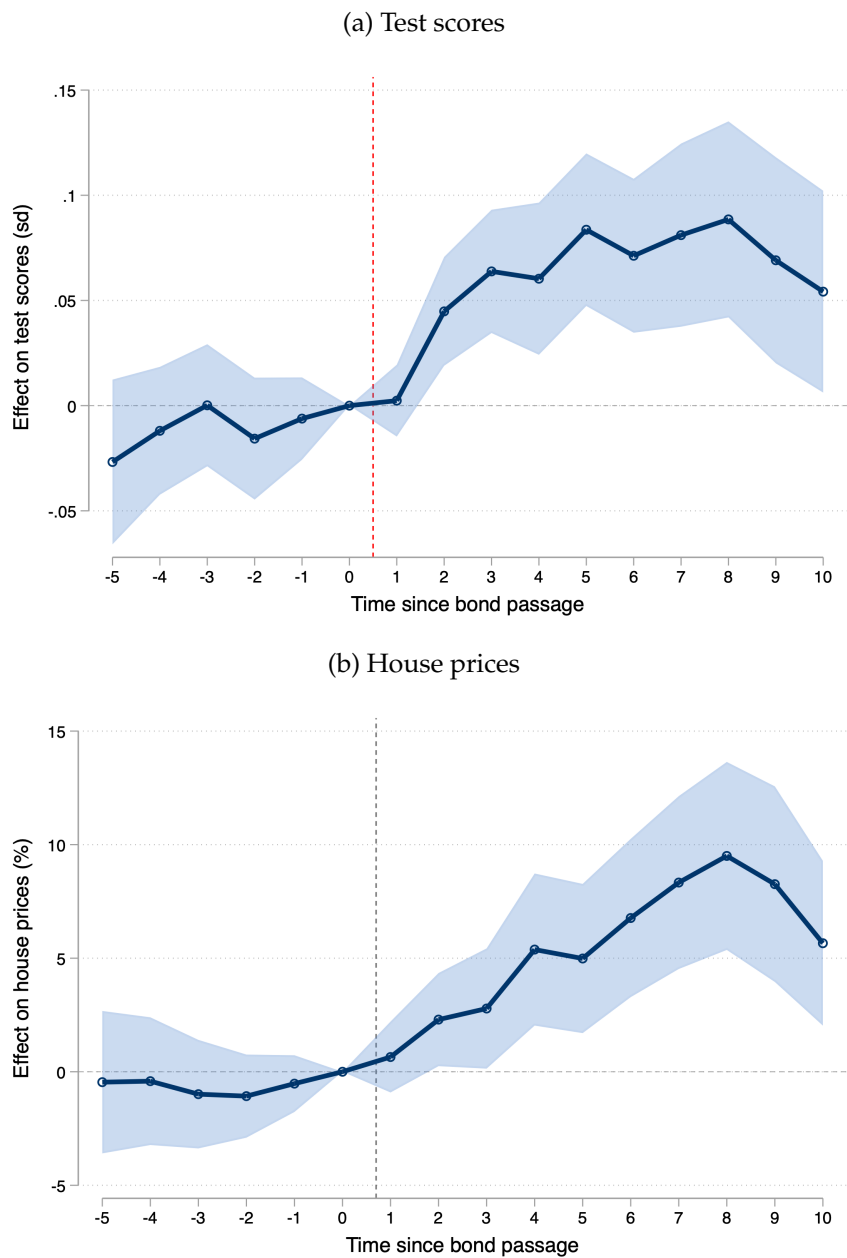 (a) Test scores
.15
.1
.05
0
-.05
Effect on test scores (sd)
-5 -4 -3 -2 -1 0 1 2 3 4 5 6 7 8 9 10
Time since bond passage
(b) House prices
15
10
5
0
-5
Effect on house prices (%)
-5 -4 -3 -2 -1 0 1 2 3 4 5 6 7 8 9 10
Time since bond passage